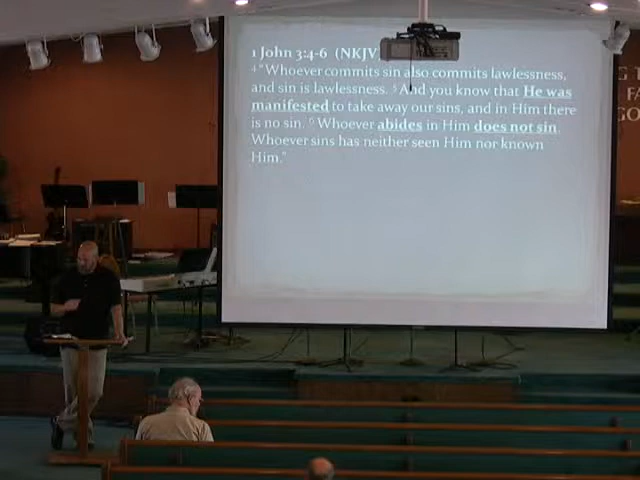 1 John 3:4-6 (NKJV
4 "Whoever commits sin also commits lawlessness,
and sin is lawlessness. 5 And you know that He was
manifested to take away our sins, and in Him there
is no sin. 6 Whoever abides in Him does not sin.
Whoever sins has neither seen Him nor known
Him."
G T
FA
GO